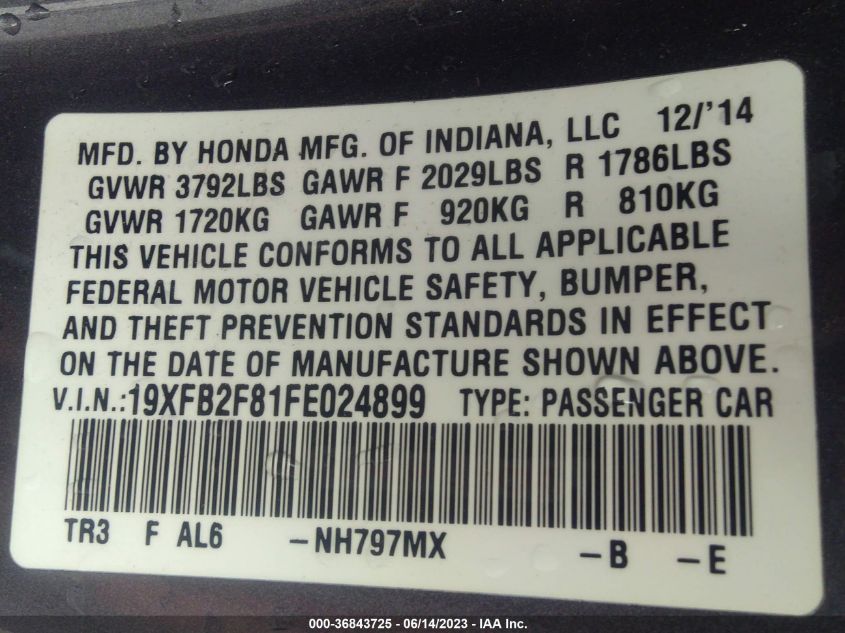 MFD. BY HONDA MFG. OF INDIANA, LLC 12/'14
GVWR 3792LBS GAWR F 2029LBS R 1786LBS
GVWR 1720KG GAWR F 920KG R 810KG
THIS VEHICLE CONFORMS TO ALL APPLICABLE
FEDERAL MOTOR VEHICLE SAFETY, BUMPER,
AND THEFT PREVENTION STANDARDS IN EFFECT
ON THE DATE OF MANUFACTURE SHOWN ABOVE.
V.I.N.:19XFB2F81FE024899 TYPE: PASSENGER CAR
TR3 F AL6 -NH797MX -B -E
000-36843725 - 06/14/2023 - IAA Inc.